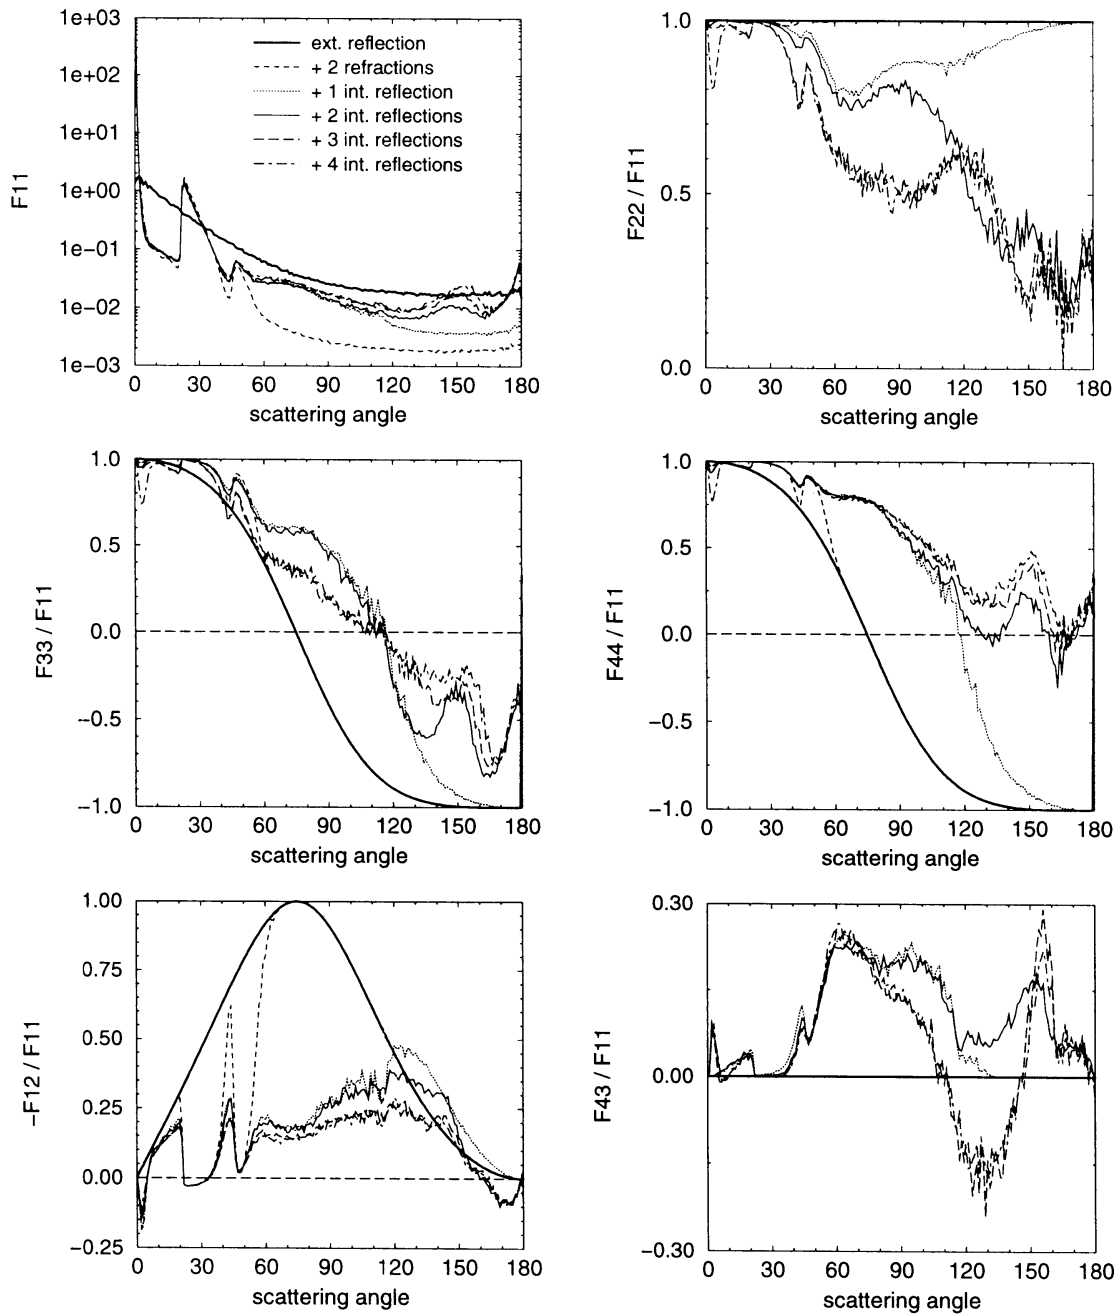 1e+03
1e+02
1e+01
1e+00
1e−01
1e−02
1e−03
F11
ext. reflection
+ 2 refractions
+ 1 int. reflection
+ 2 int. reflections
+ 3 int. reflections
+ 4 int. reflections
0 30 60 90 120 150 180
scattering angle
1.0
0.5
0.0
F22 / F11
0 30 60 90 120 150 180
scattering angle
1.0
0.5
0.0
−0.5
−1.0
F33 / F11
0 30 60 90 120 150 180
scattering angle
1.0
0.5
0.0
−0.5
−1.0
F44 / F11
0 30 60 90 120 150 180
scattering angle
1.00
0.75
0.50
0.25
0.00
−0.25
−F12 / F11
0 30 60 90 120 150 180
scattering angle
0.30
0.00
−0.30
F43 / F11
0 30 60 90 120 150 180
scattering angle